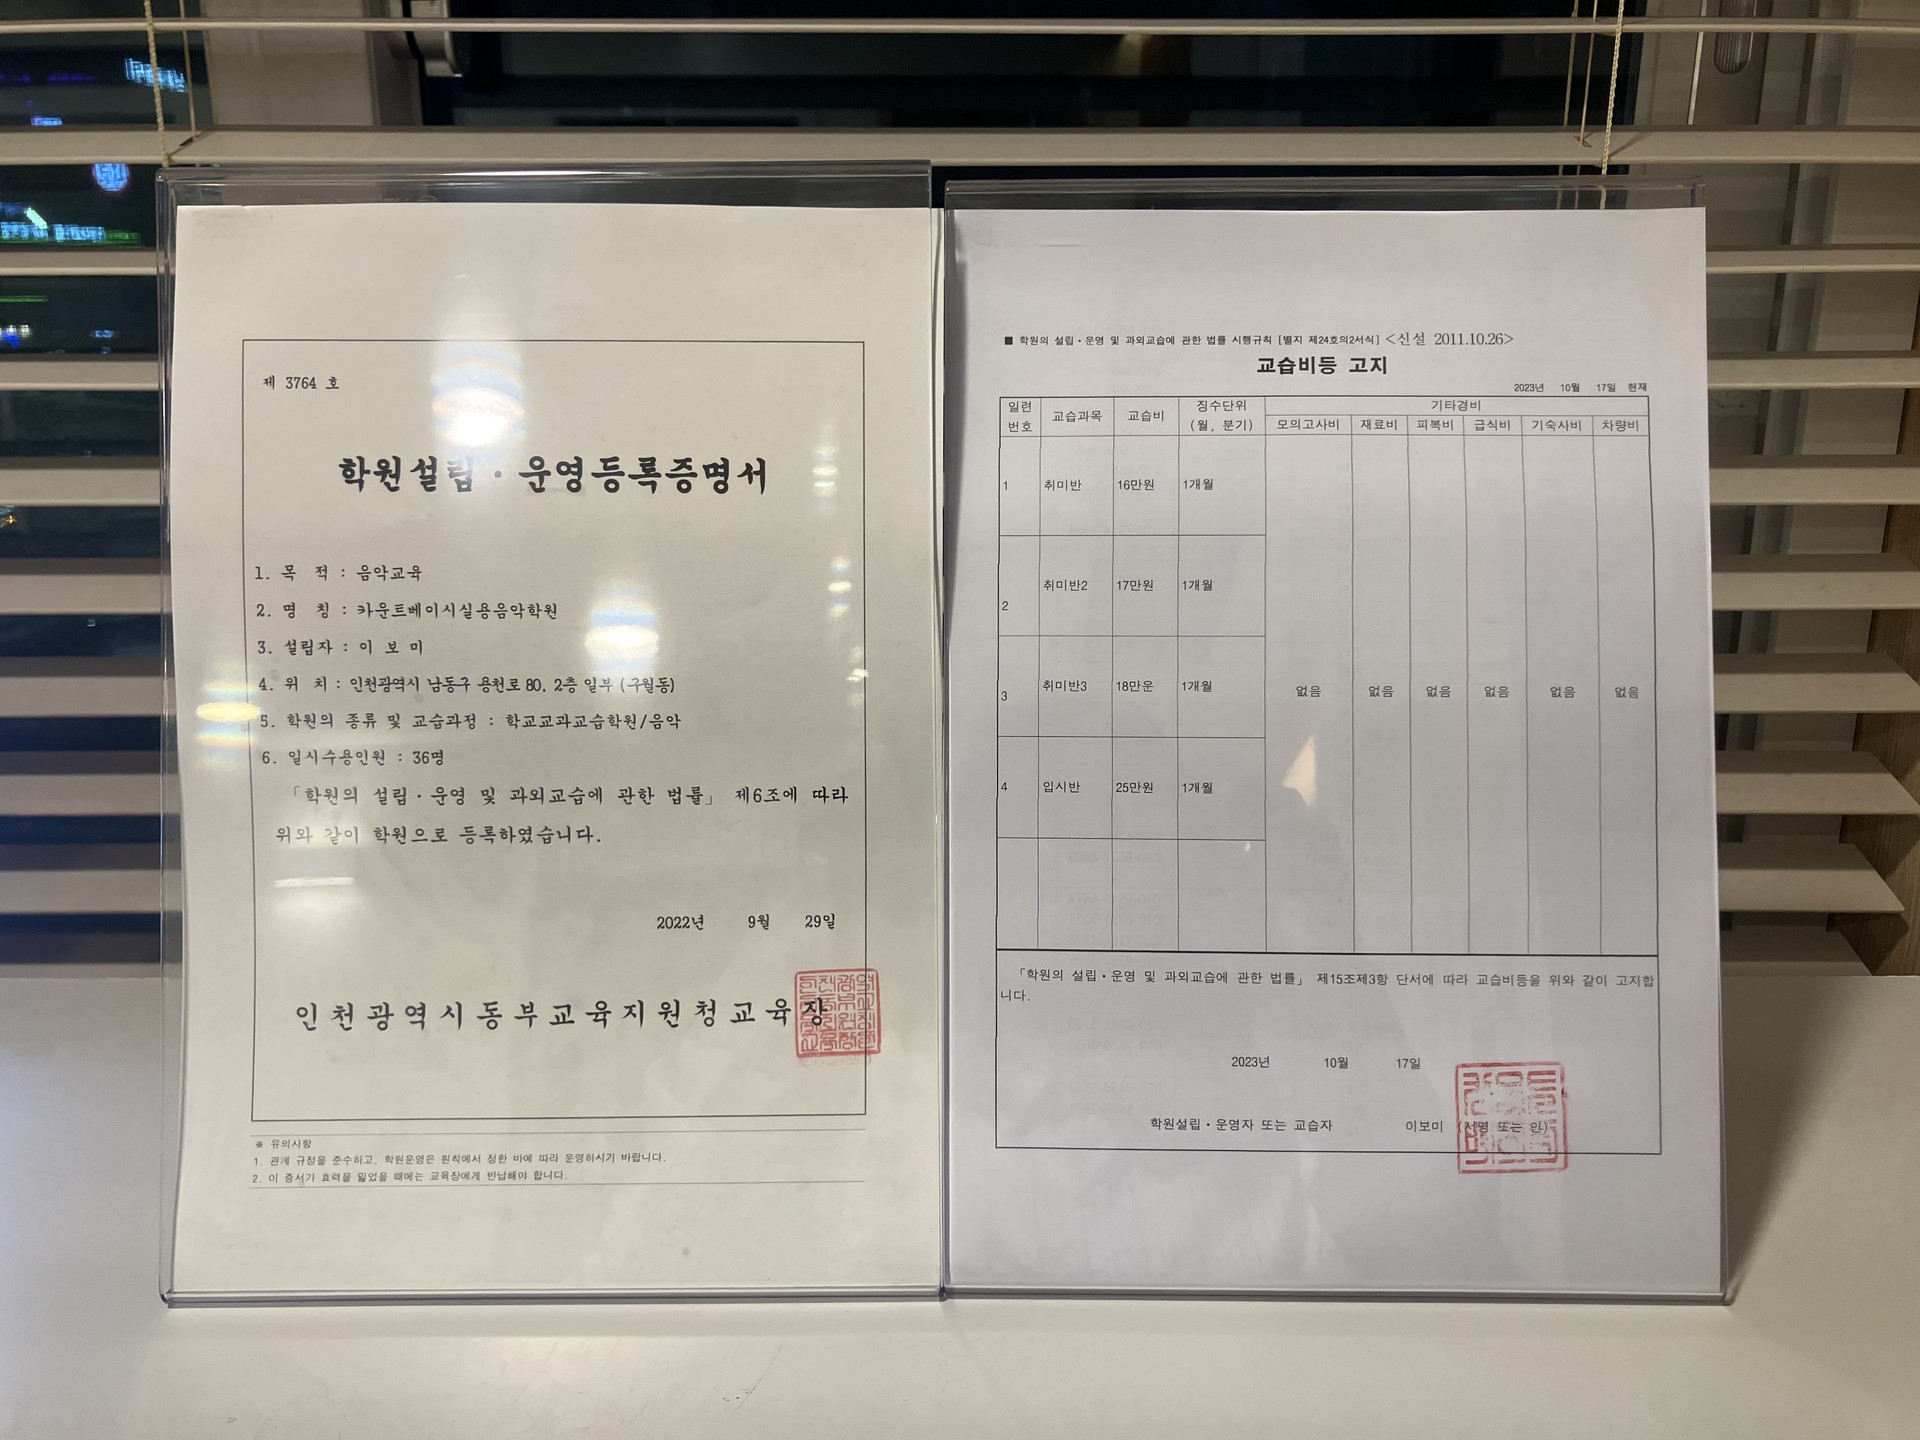 제 3764 호
학원설립·운영등록증명서
1. 목 적 : 음악교육
2. 명 칭 : 카운트베이시실용음악학원
3. 설립자 : 이 보 미
4. 위 치 : 인천광역시 남동구 용천로 80, 2층 일부 (구월동)
5. 학원의 종류 및 교습과정 : 학교교과교습학원/음악
6. 일시수용인원 : 36명
「학원의 설립·운영 및 과외교습에 관한 법률」 제6조에 따라
위와 같이 학원으로 등록하였습니다.
2022년 9월 29일
인천광역시동부교육지원청교육장
※ 유의사항
1. 관계 규정을 준수하고, 학원운영은 원칙에서 정한 바에 따라 운영하시기 바랍니다.
2. 이 증서가 효력을 잃었을 때에는 교육장에게 반납해야 합니다.
■ 학원의 설립·운영 및 과외교습에 관한 법률 시행규칙 [별지 제24호의2서식] <신설 2011.10.26>
교습비등 고지
2023년 10월 17일 현재
일련번호 교습과목 교습비 징수단위 (월, 분기) 기타경비
모의고사비 재료비 피복비 급식비 기숙사비 차량비
1 취미반 16만원 1개월
2 취미반2 17만원 1개월
3 취미반3 18만운 1개월 없음 없음 없음 없음 없음 없음
4 입시반 25만원 1개월
「학원의 설립·운영 및 과외교습에 관한 법률」 제15조제3항 단서에 따라 교습비등을 위와 같이 고지합
니다.
2023년 10월 17일
학원설립·운영자 또는 교습자 이보미 (서명 또는 인)